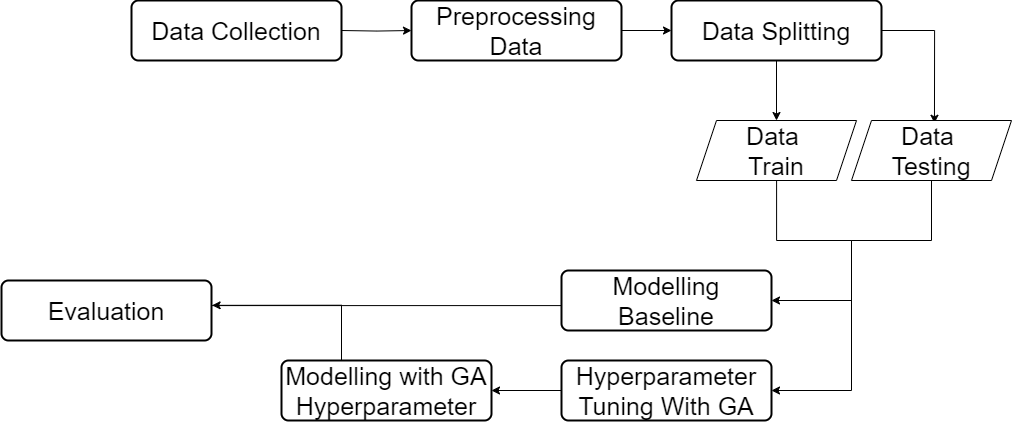 Data Collection
Preprocessing
Data
Data Splitting
Data
Train
Data
Testing
Modelling
Baseline
Evaluation
Hyperparameter
Tuning With GA
Modelling with GA
Hyperparameter